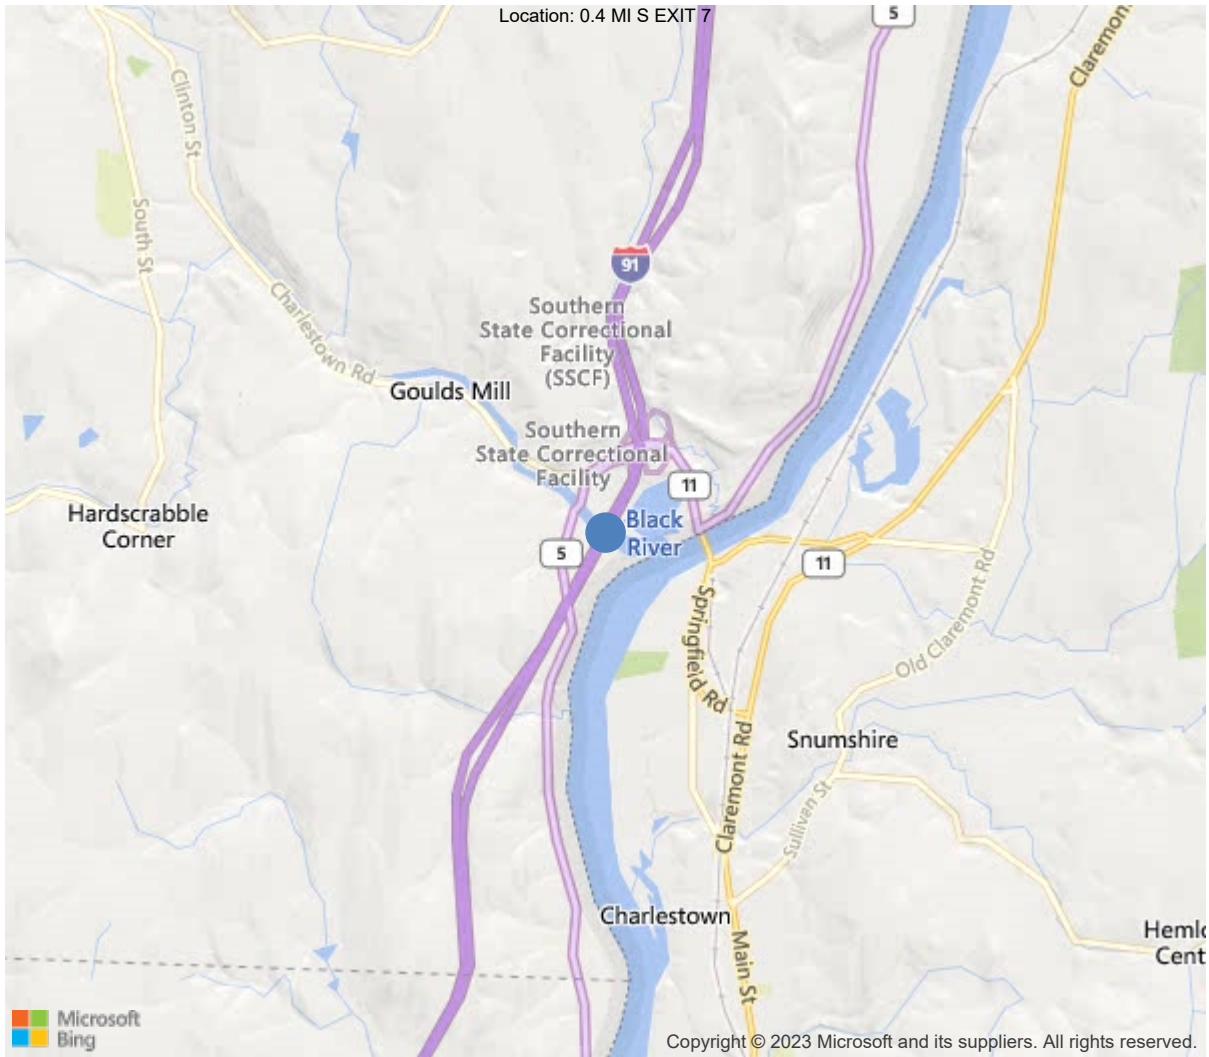 Location: 0.4 MI S EXIT 7
5
Claremon
Clinton St
South St
91
Southern
State Correctional
Facility
(SSCF)
Charlestown Rd
Goulds Mill
Southern
State Correctional
Facility
11
Hardscrabble
Corner
Black
River
5
11
Springfield Rd
Old Claremont Rd
Snumshire
Claremont Rd
Sullivan St
Charlestown
Main St
Hemlo
Cent
Microsoft
Bing
Copyright © 2023 Microsoft and its suppliers. All rights reserved.